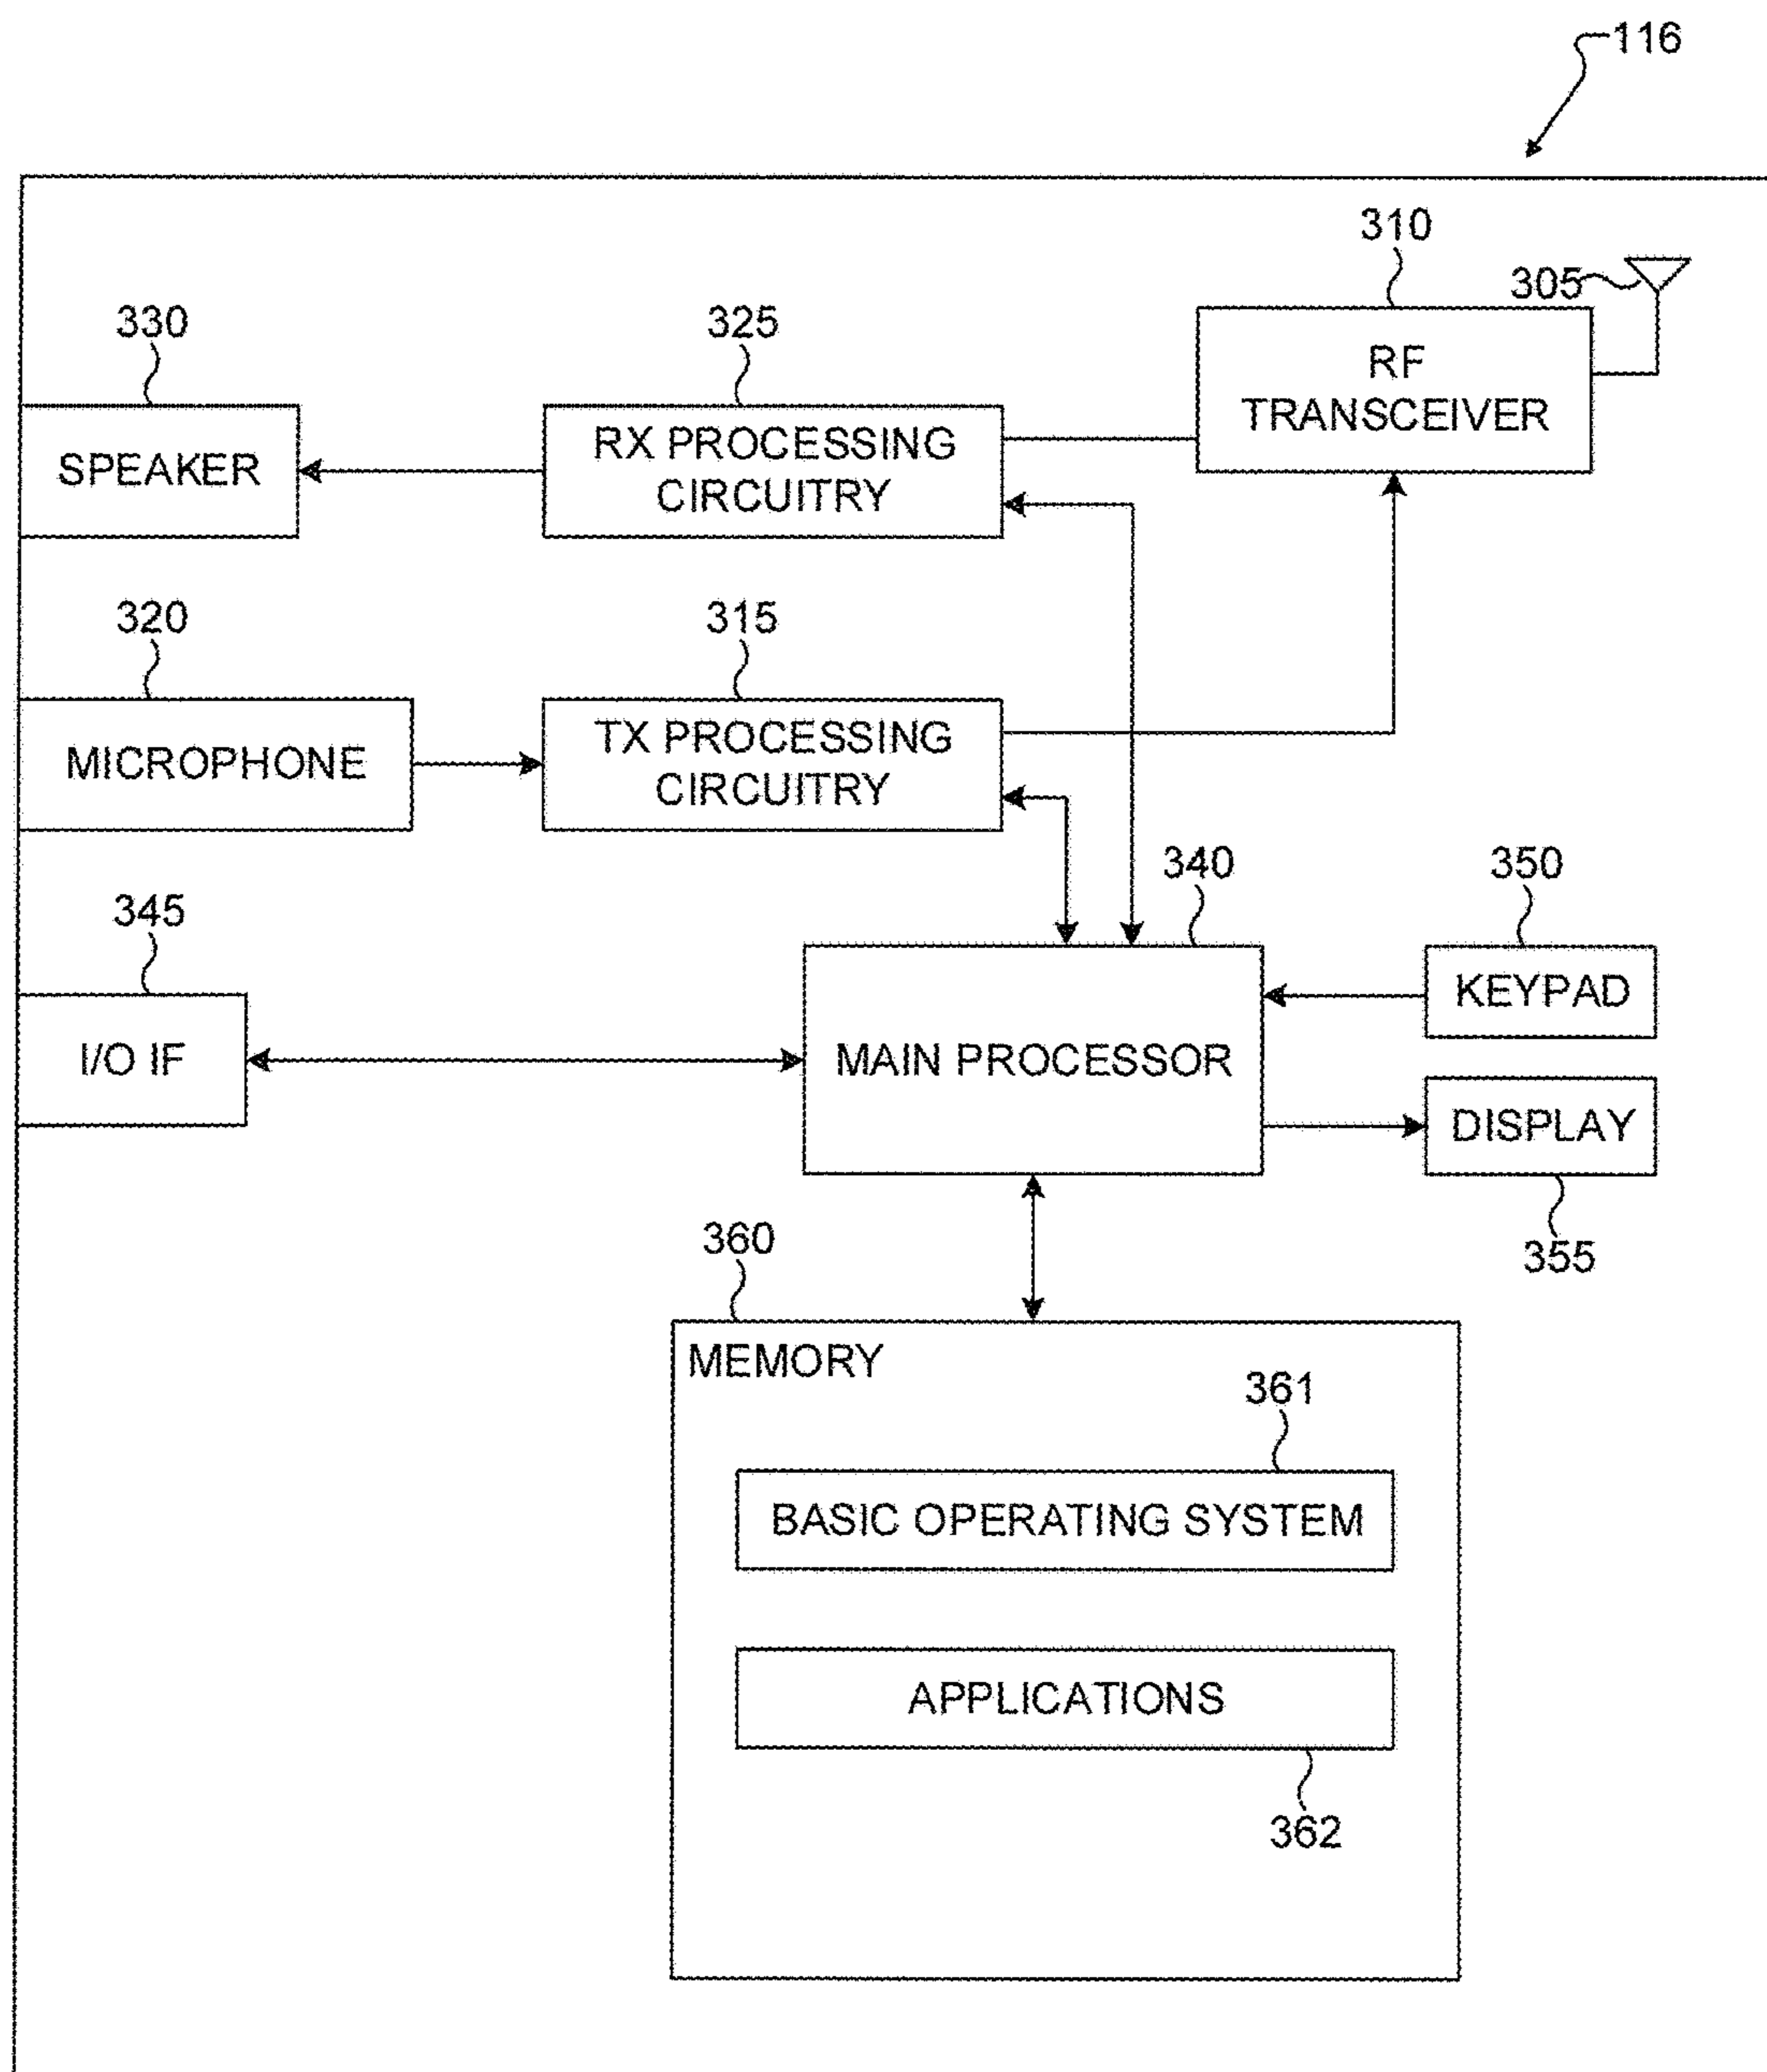 116
310
305
330
325
RF
TRANSCEIVER
SPEAKER
RX PROCESSING
CIRCUITRY
320
315
MICROPHONE
TX PROCESSING
CIRCUITRY
340
350
345
KEYPAD
I/O IF
MAIN PROCESSOR
DISPLAY
355
360
MEMORY
361
BASIC OPERATING SYSTEM
APPLICATIONS
362